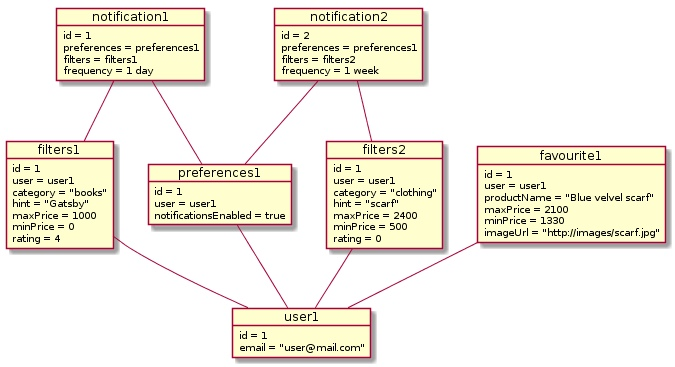 notification1
id = 1
preferences = preferences1
filters = filters1
frequency = 1 day
notification2
id = 2
preferences = preferences1
filters = filters2
frequency = 1 week
filters1
id = 1
user = user1
category = "books"
hint = "Gatsby"
maxPrice = 1000
minPrice = 0
rating = 4
preferences1
id = 1
user = user1
notificationsEnabled = true
filters2
id = 1
user = user1
category = "clothing"
hint = "scarf"
maxPrice = 2400
minPrice = 500
rating = 0
favourite1
id = 1
user = user1
productName = "Blue velvel scarf"
maxPrice = 2100
minPrice = 1330
imageUrl = "http://images/scarf.jpg"
user1
id = 1
email = "user@mail.com"